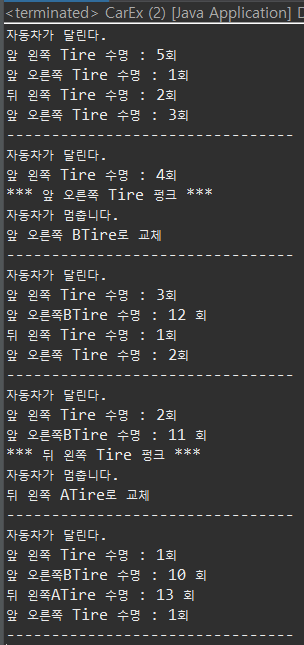 <terminated> CarEx (2) [Java Application]
자동차가 달린다.
앞 왼쪽 Tire 수명 : 5회
앞 오른쪽 Tire 수명 : 1회
뒤 왼쪽 Tire 수명 : 2회
앞 오른쪽 Tire 수명 : 3회
--------------------------------
자동차가 달린다.
앞 왼쪽 Tire 수명 : 4회
*** 앞 오른쪽 Tire 펑크 ***
자동차가 멈춥니다.
앞 오른쪽 BTire로 교체
--------------------------------
자동차가 달린다.
앞 왼쪽 Tire 수명 : 3회
앞 오른쪽BTire 수명 : 12 회
뒤 왼쪽 Tire 수명 : 1회
앞 오른쪽 Tire 수명 : 2회
--------------------------------
자동차가 달린다.
앞 왼쪽 Tire 수명 : 2회
앞 오른쪽BTire 수명 : 11 회
*** 뒤 왼쪽 Tire 펑크 ***
자동차가 멈춥니다.
뒤 왼쪽 ATire로 교체
--------------------------------
자동차가 달린다.
앞 왼쪽 Tire 수명 : 1회
앞 오른쪽BTire 수명 : 10 회
뒤 왼쪽ATire 수명 : 13 회
앞 오른쪽 Tire 수명 : 1회
--------------------------------